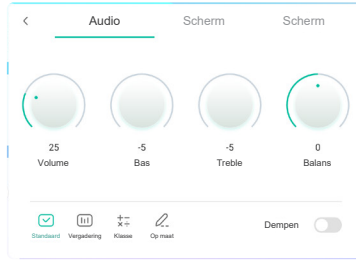 Audio Scherm Scherm
25 -5 -5 0
Volume Bas Treble Balans
Standaard Vergadering Klasse Op maat Dempen